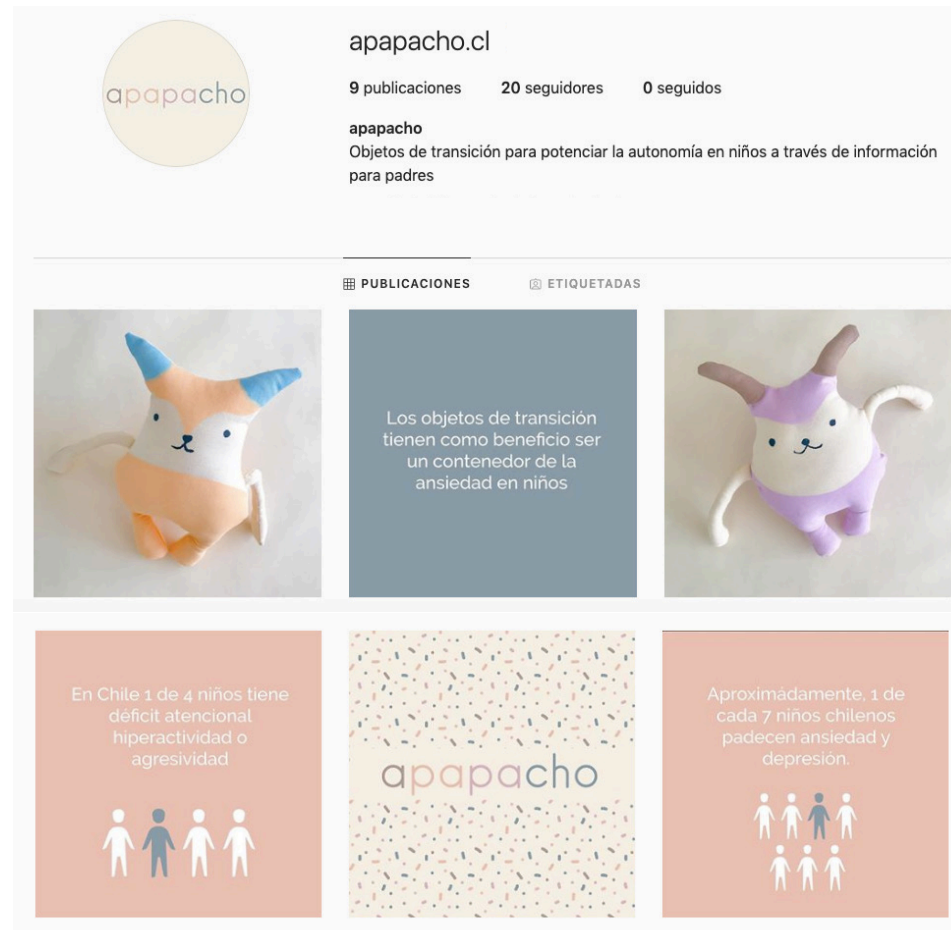 apapacho
apapacho.cl
9 publicaciones 20 seguidores 0 seguidos
apapacho
Objetos de transición para potenciar la autonomía en niños a través de información
para padres
PUBLICACIONES ETIQUETADAS
Los objetos de transición
tienen como beneficio ser
un contenedor de la
ansiedad en niños
En Chile 1 de 4 niños tiene
déficit atencional
hiperactividad o
agresividad
apapacho
Aproximádamente, 1 de
cada 7 niños chilenos
padecen ansiedad y
depresión.